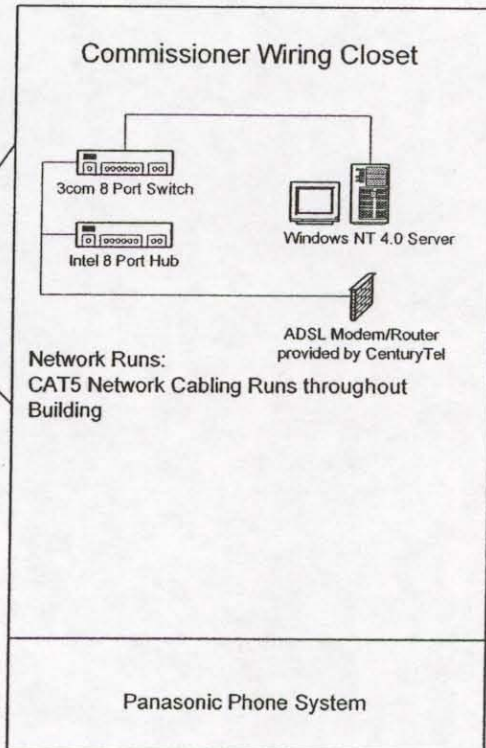 Commissioner Wiring Closet
3com 8 Port Switch
Intel 8 Port Hub
Windows NT 4.0 Server
ADSL Modem/Router
provided by CenturyTel
Network Runs:
CAT5 Network Cabling Runs throughout
Building
Panasonic Phone System